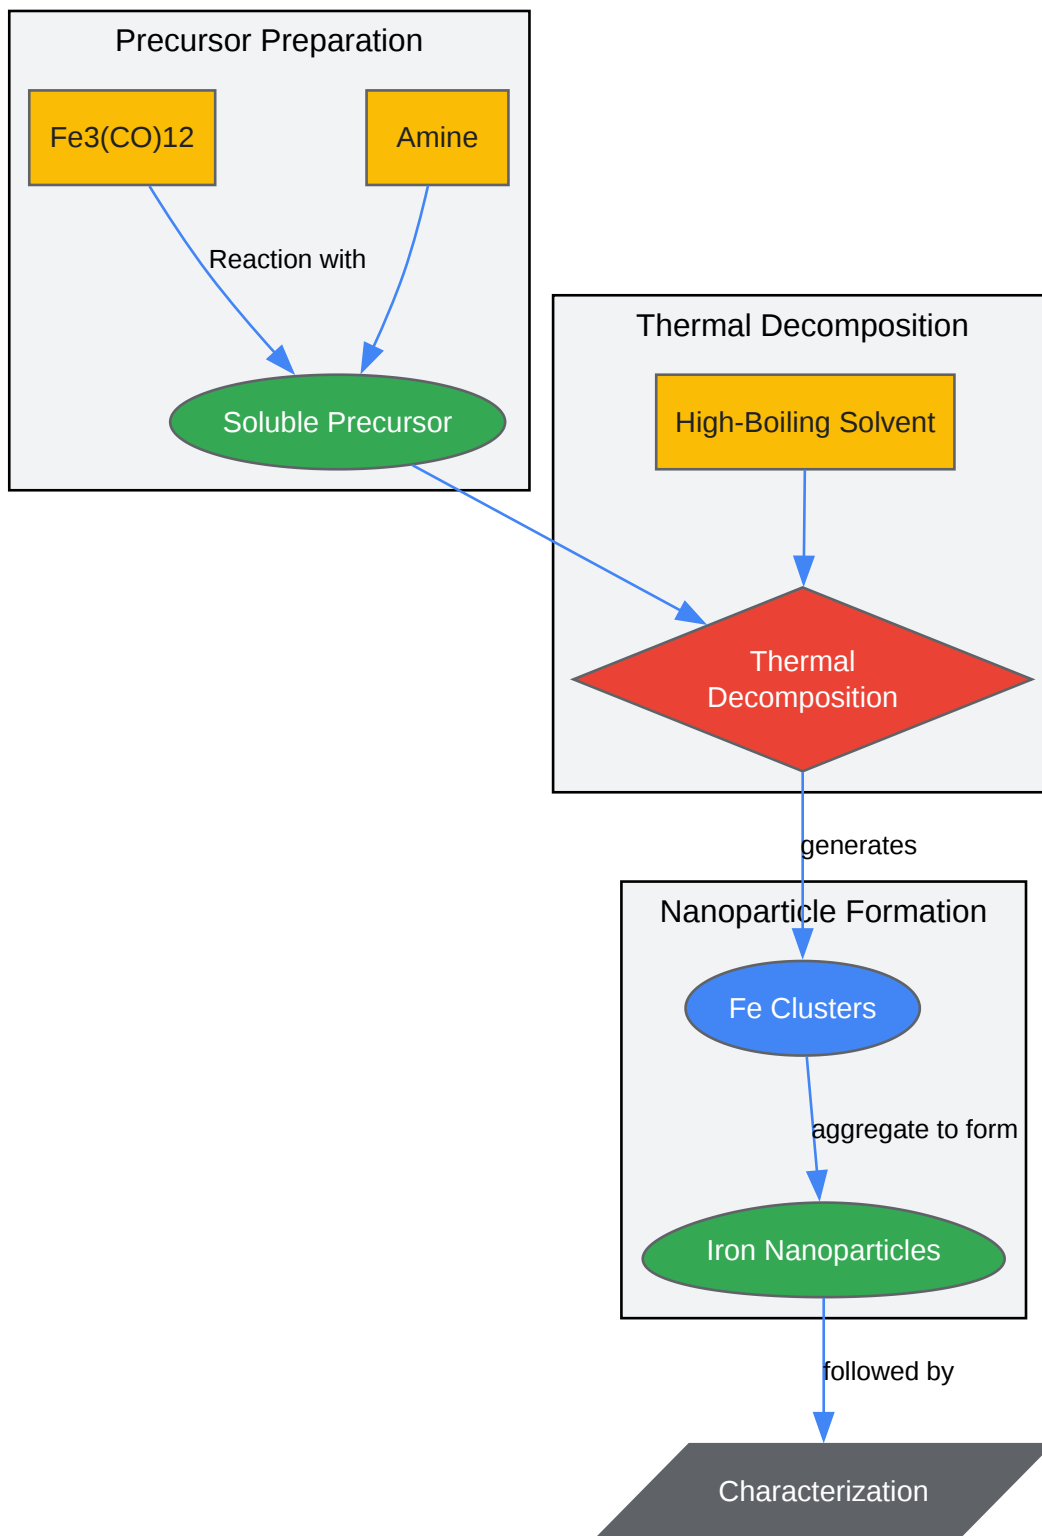 Precursor Preparation
Fe3(CO)12
Amine
Reaction with
Soluble Precursor
Thermal Decomposition
High-Boiling Solvent
Thermal
Decomposition
generates
Nanoparticle Formation
Fe Clusters
aggregate to form
Iron Nanoparticles
followed by
Characterization